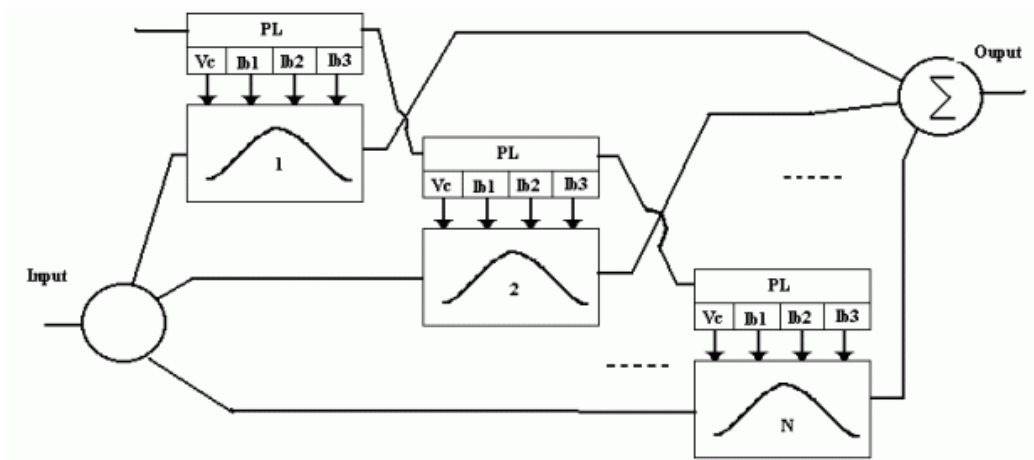 PL
Vc Ib1 Ib2 Ib3
1
Ouput
Σ
PL
Vc Ib1 Ib2 Ib3
2
Input
PL
Vc Ib1 Ib2 Ib3
N